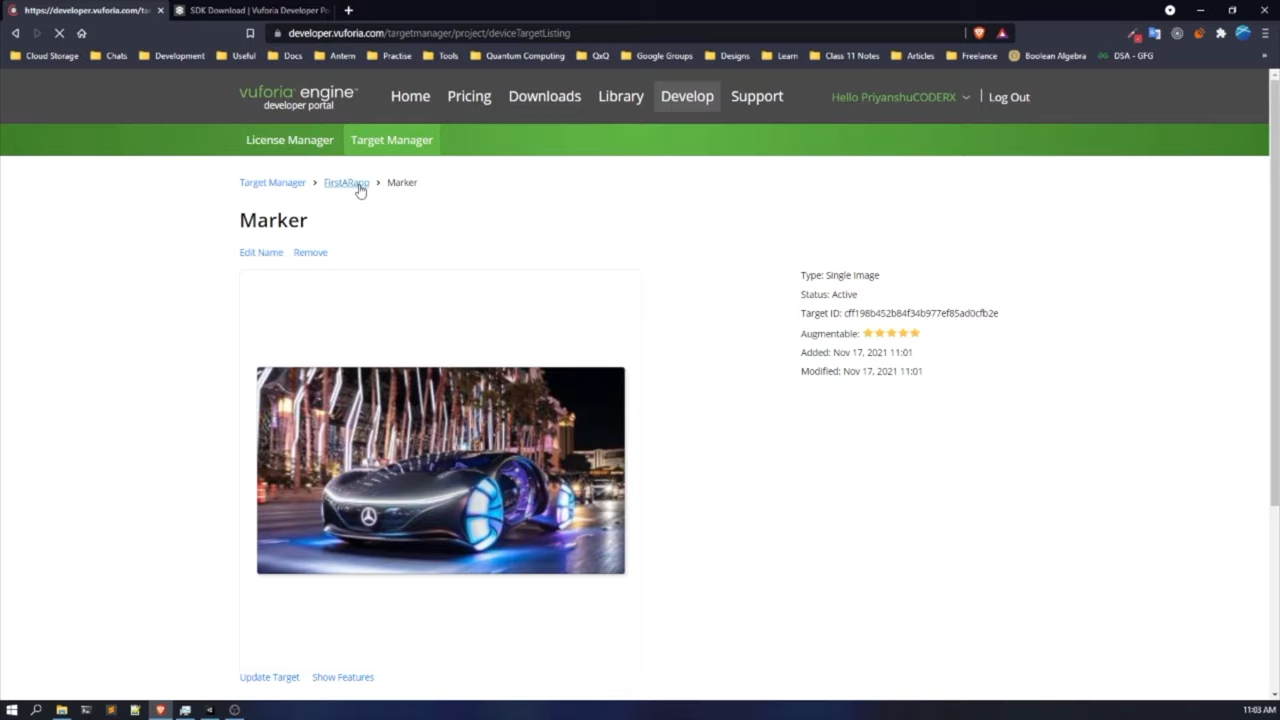 https://developer.vuforia.com/ta
SDK Download | Vuforia Developer Po
developer.vuforia.com/targetmanager/project/deviceTargetListing
Cloud Storage Chats Development Useful Docs Antern Practise Tools Quantum Computing QxQ Google Groups Designs Learn Class 11 Notes Articles Freelance Boolean Algebra DSA - GFG
vuforia engine
developer portal
Home Pricing Downloads Library Develop Support Hello PriyanshuCODERX | Log Out
License Manager Target Manager
Target Manager > FirstARapp > Marker
Marker
Edit Name Remove
Type: Single Image
Status: Active
Target ID: cff198b452b84f34b977ef85ad0cfb2e
Augmentable:
Added: Nov 17, 2021 11:01
Modified: Nov 17, 2021 11:01
Update Target Show Features
11:03 AM